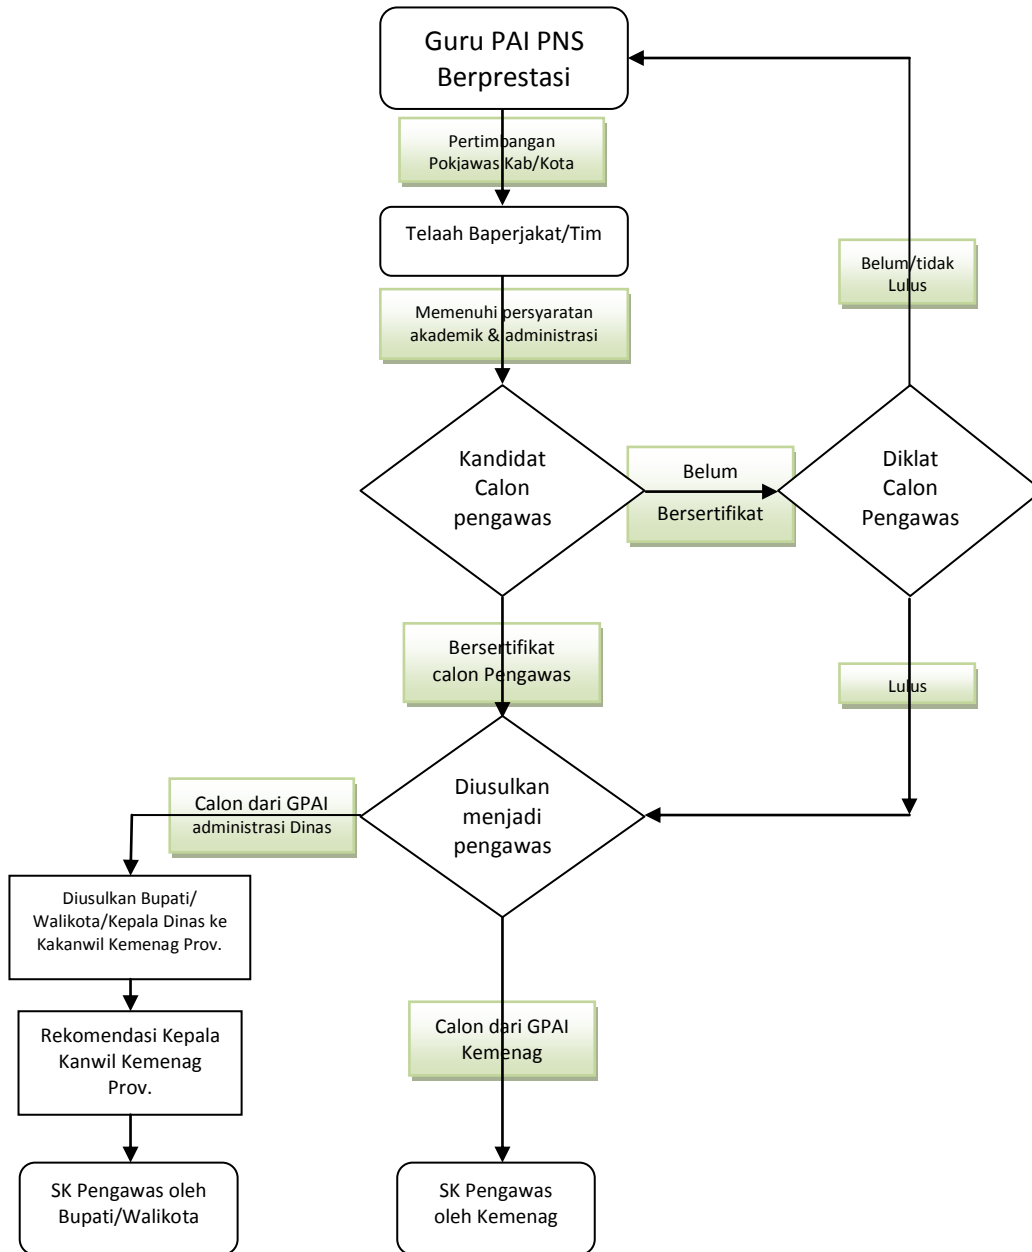 Guru PAI PNS
Berprestasi
Pertimbangan
Pokjawas Kab/Kota
Telaah Baperjakat/Tim
Belum/tidak
Lulus
Memenuhi persyaratan
akademik & administrasi
Kandidat
Calon
pengawas
Belum
Bersertifikat
Diklat
Calon
Pengawas
Bersertifikat
calon Pengawas
Lulus
Diusulkan
menjadi
pengawas
Calon dari GPAI
administrasi Dinas
Diusulkan Bupati/
Walikota/Kepala Dinas ke
Kakanwil Kemenag Prov.
Rekomendasi Kepala
Kanwil Kemenag
Prov.
Calon dari GPAI
Kemenag
SK Pengawas oleh
Bupati/Walikota
SK Pengawas
oleh Kemenag